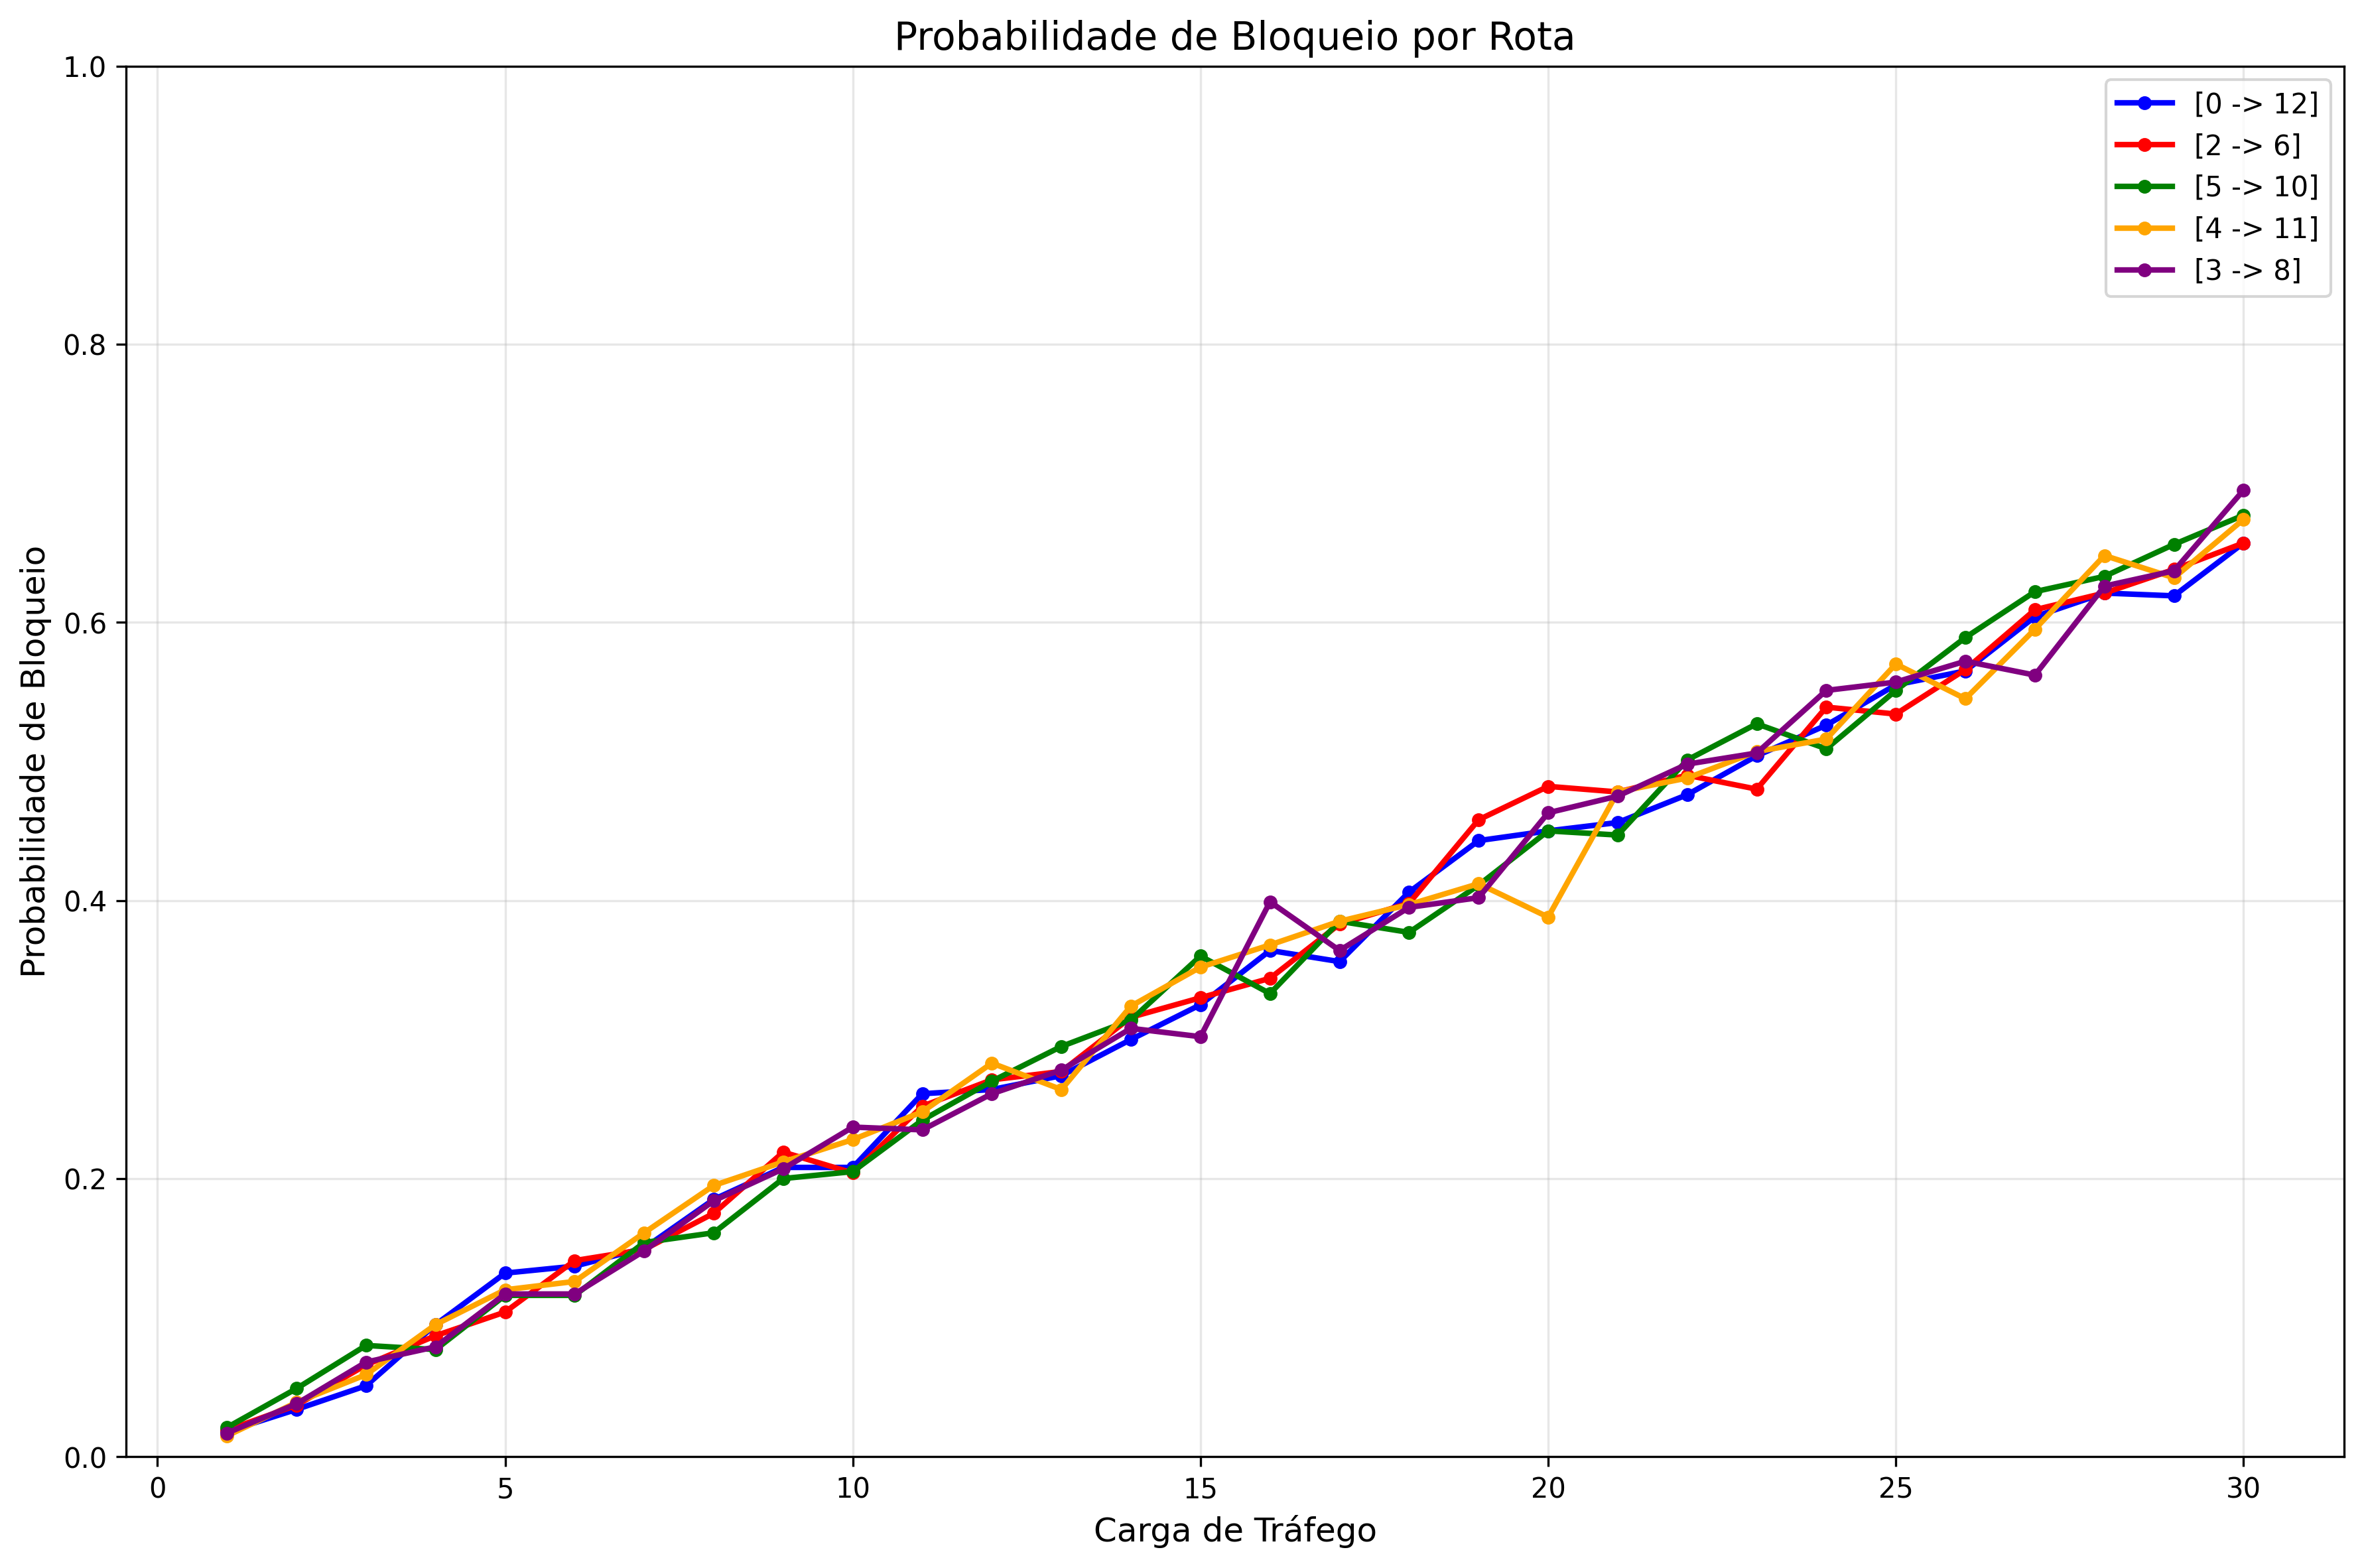 Probabilidade de Bloqueio por Rota
1.0
0.8
0.6
0.4
0.2
0.0
Probabilidade de Bloqueio
[0 -> 12]
[2 -> 6]
[5 -> 10]
[4 -> 11]
[3 -> 8]
0 5 10 15 20 25 30
Carga de Tráfego